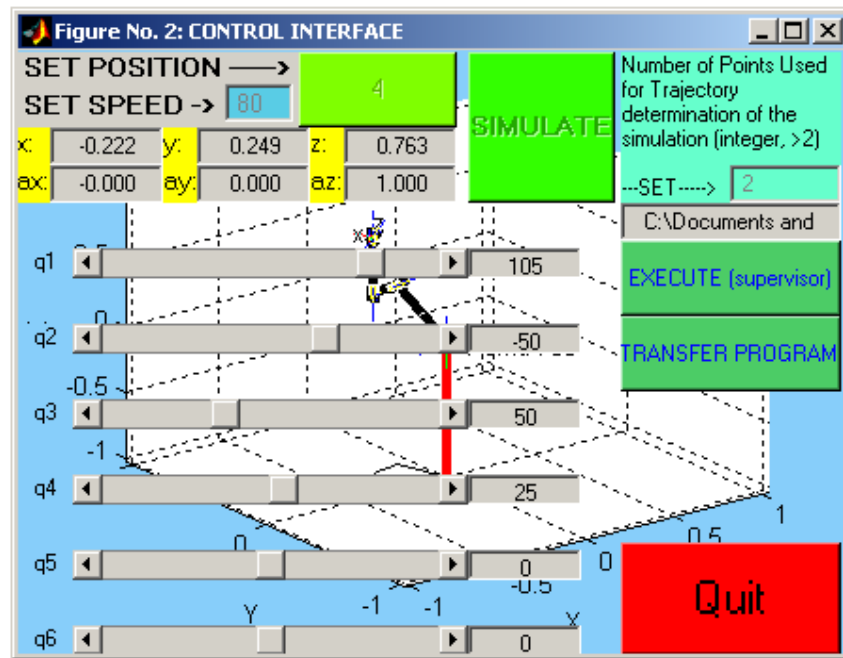 Figure No. 2: CONTROL INTERFACE
SET POSITION ---->
4
SIMULATE
Number of Points Used
for Trajectory
determination of the
simulation (integer, >2)
SET SPEED -> 80
x: -0.222 y: 0.249 z: 0.763
ax: -0.000 ay: 0.000 az: 1.000
---SET-----> 2
C:\Documents and
q1 105
EXECUTE (supervisor)
0
q2 -50
TRANSFER PROGRAM
-0.5
q3 50
-1
q4 25
1
0.5
0
0
q5 0
-0.5
Quit
Y -1 -1 X
q6 0